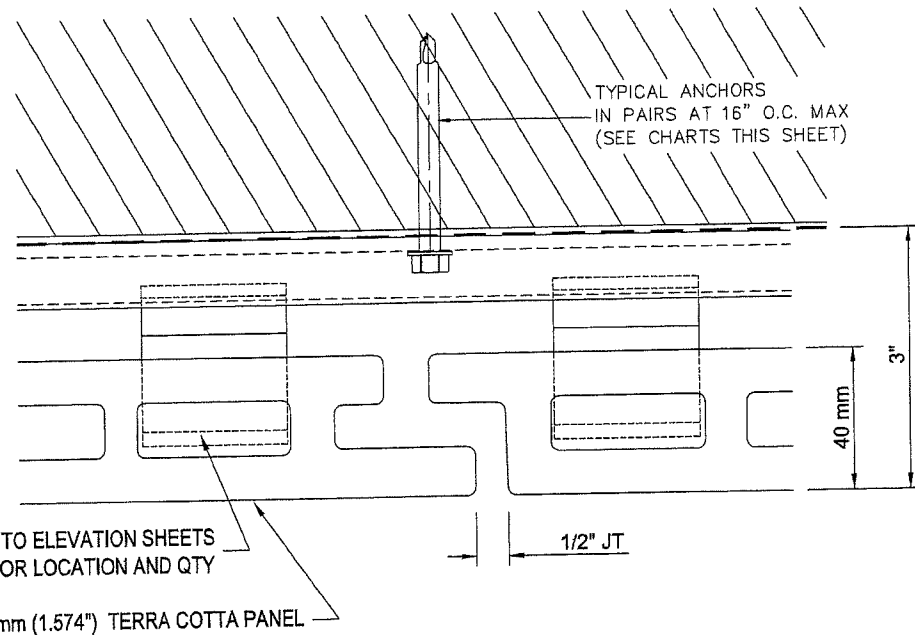 TYPICAL ANCHORS
IN PAIRS AT 16" O.C. MAX
(SEE CHARTS THIS SHEET)
3"
40 mm
1/2" JT
TO ELEVATION SHEETS
OR LOCATION AND QTY
mm (1.574") TERRA COTTA PANEL